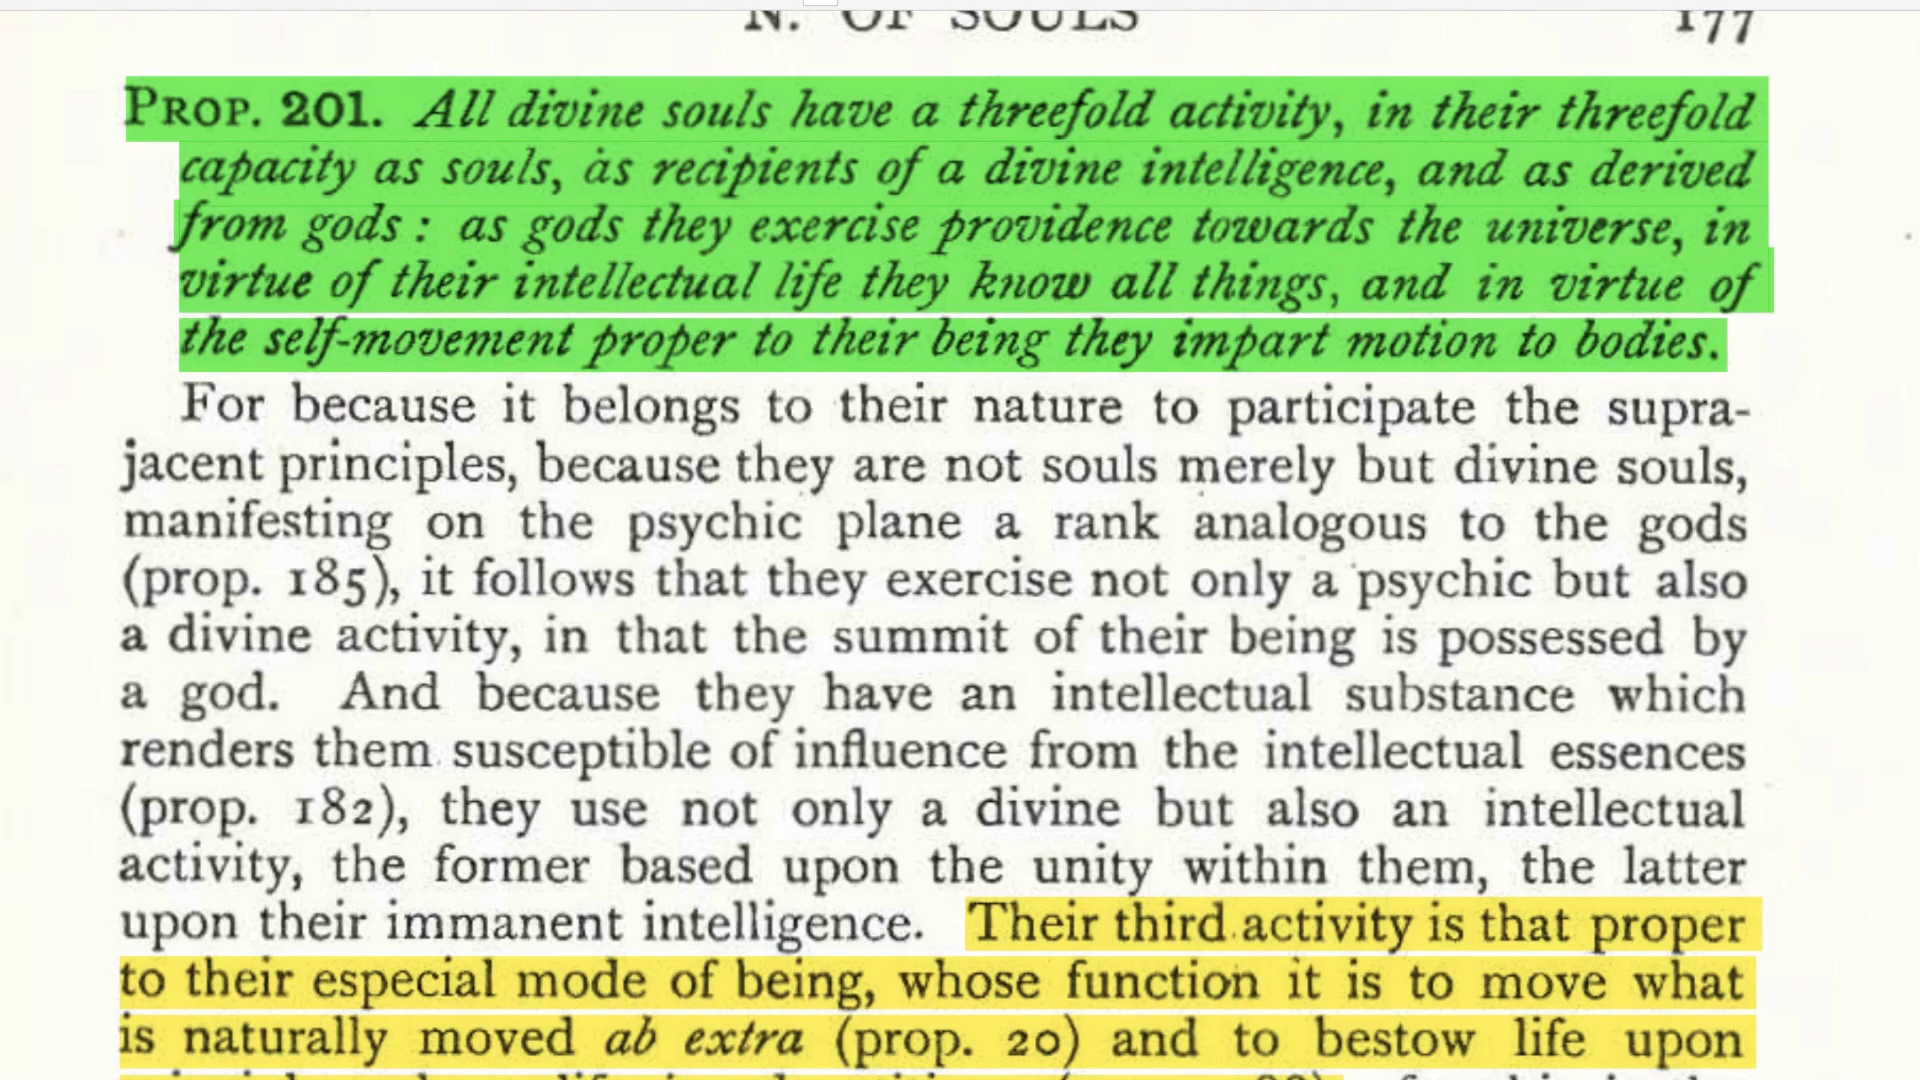 N. OF SOULS 177
PROP. 201. All divine souls have a threefold activity, in their threefold
capacity as souls, as recipients of a divine intelligence, and as derived
from gods : as gods they exercise providence towards the universe, in
virtue of their intellectual life they know all things, and in virtue of
the self-movement proper to their being they impart motion to bodies.
For because it belongs to their nature to participate the supra-
jacent principles, because they are not souls merely but divine souls,
manifesting on the psychic plane a rank analogous to the gods
(prop. 185), it follows that they exercise not only a psychic but also
a divine activity, in that the summit of their being is possessed by
a god. And because they have an intellectual substance which
renders them susceptible of influence from the intellectual essences
(prop. 182), they use not only a divine but also an intellectual
activity, the former based upon the unity within them, the latter
upon their immanent intelligence. Their third activity is that proper
to their especial mode of being, whose function it is to move what
is naturally moved ab extra (prop. 20) and to bestow life upon